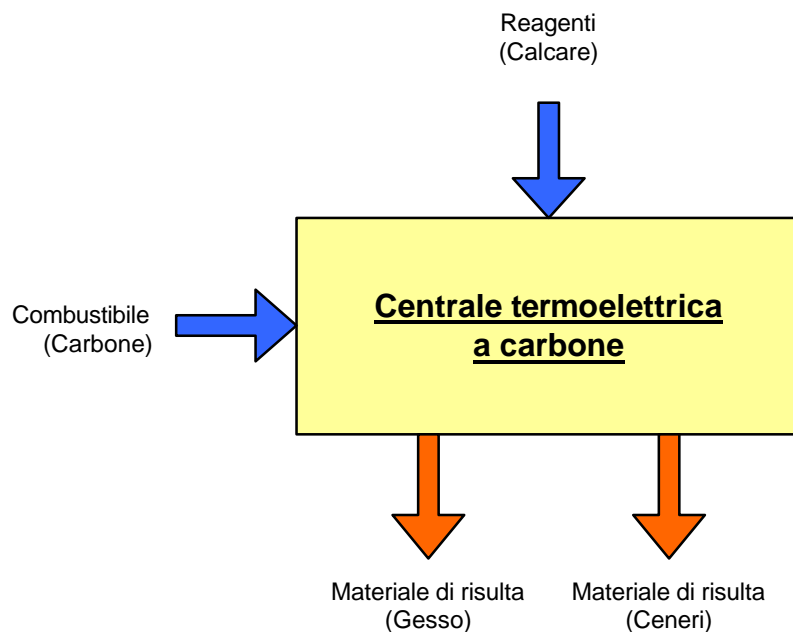 Reagenti
(Calcare)
Combustibile
(Carbone)
Centrale termoelettrica
a carbone
Materiale di risulta
(Gesso)
Materiale di risulta
(Ceneri)